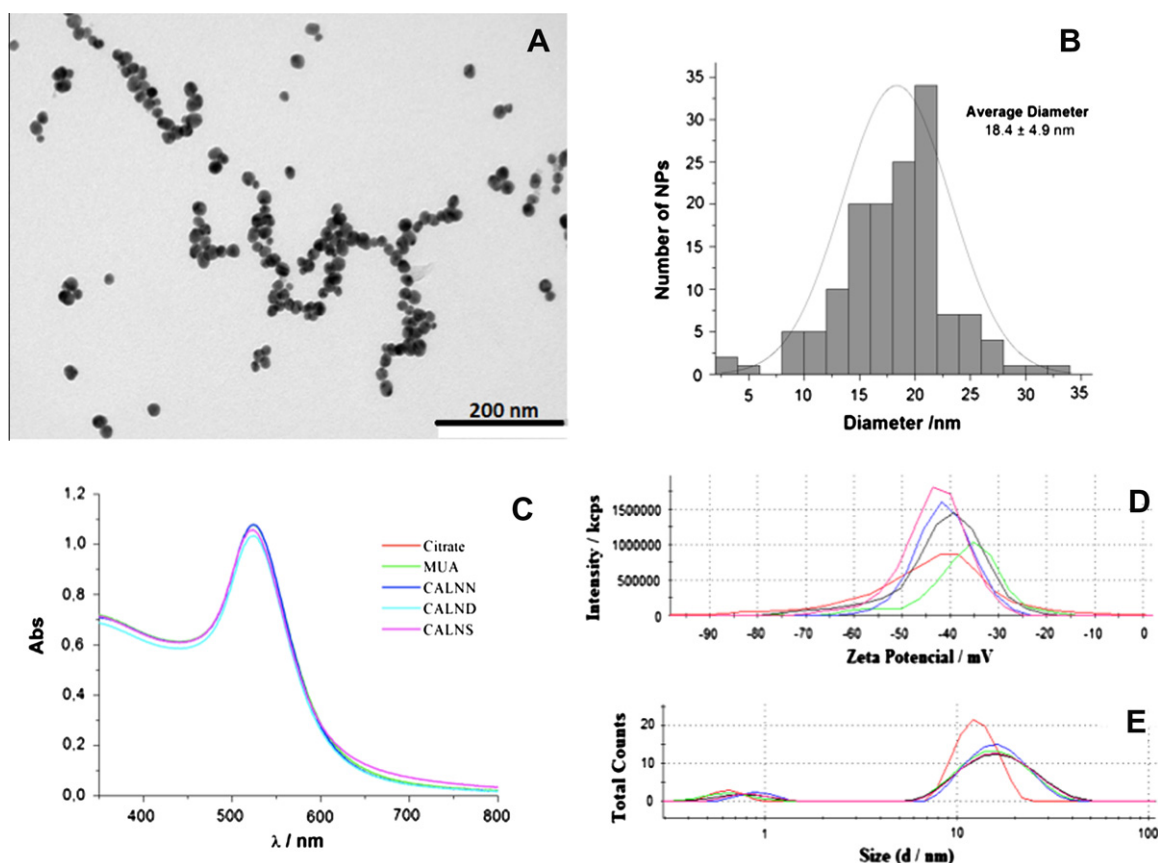 A
200 nm
B
Average Diameter
18.4 ± 4.9 nm
Number of NPs
35
30
25
20
15
10
5
0
5 10 15 20 25 30 35
Diameter /nm
C
1,2
1,0
0,8
0,6
0,4
0,2
0,0
Abs
Citrate
MUA
CALNN
CALND
CALNS
400 500 600 700 800
λ / nm
D
Intensity / kcps
1500000
1000000
500000
0
-90 -80 -70 -60 -50 -40 -30 -20 -10 0
Zeta Potencial / mV
E
Total Counts
20
10
0
1 10 100
Size (d / nm)